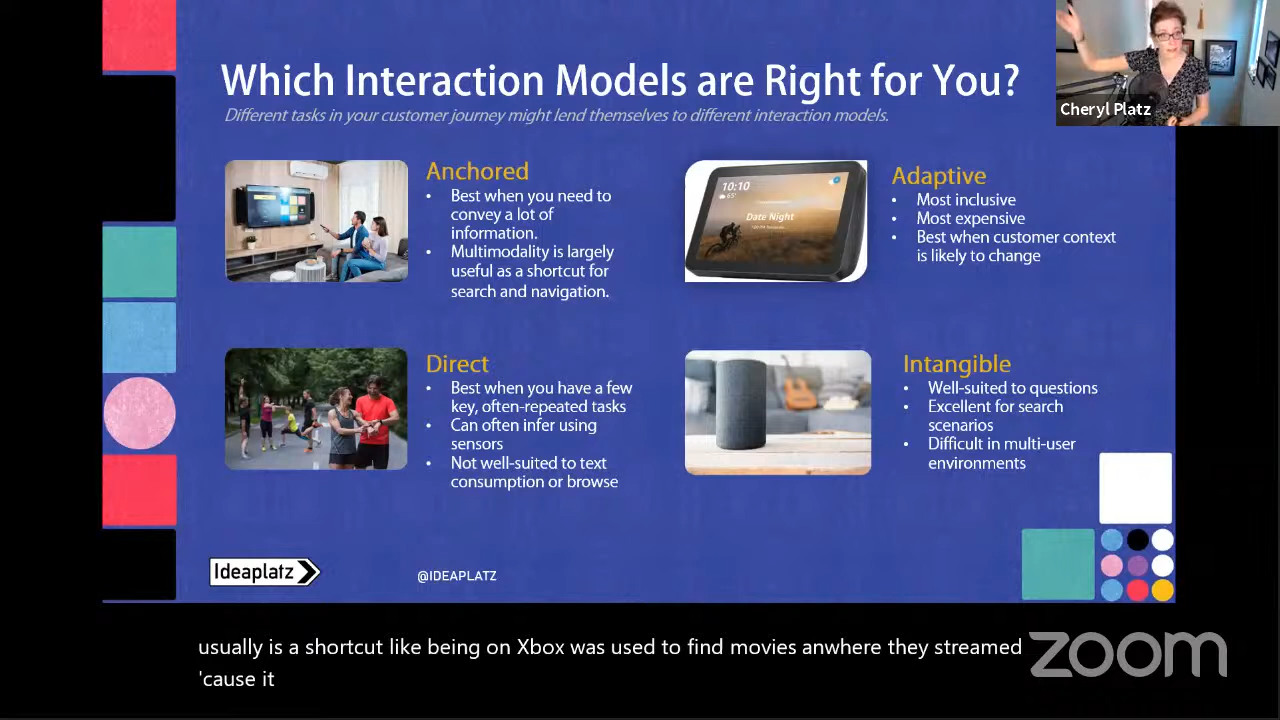 Which Interaction Models are Right for You?
Different tasks in your customer journey might lend themselves to different interaction models.
Cheryl Platz
Anchored
• Best when you need to
convey a lot of
information.
• Multimodality is largely
useful as a shortcut for
search and navigation.
10:10
65°
Date Night
Adaptive
• Most inclusive
• Most expensive
• Best when customer context
is likely to change
Direct
• Best when you have a few
key, often-repeated tasks
• Can often infer using
sensors
• Not well-suited to text
consumption or browse
Intangible
• Well-suited to questions
• Excellent for search
scenarios
• Difficult in multi-user
environments
Ideaplatz
@IDEAPLATZ
usually is a shortcut like being on Xbox was used to find movies anwhere they streamed
'cause it
zoom